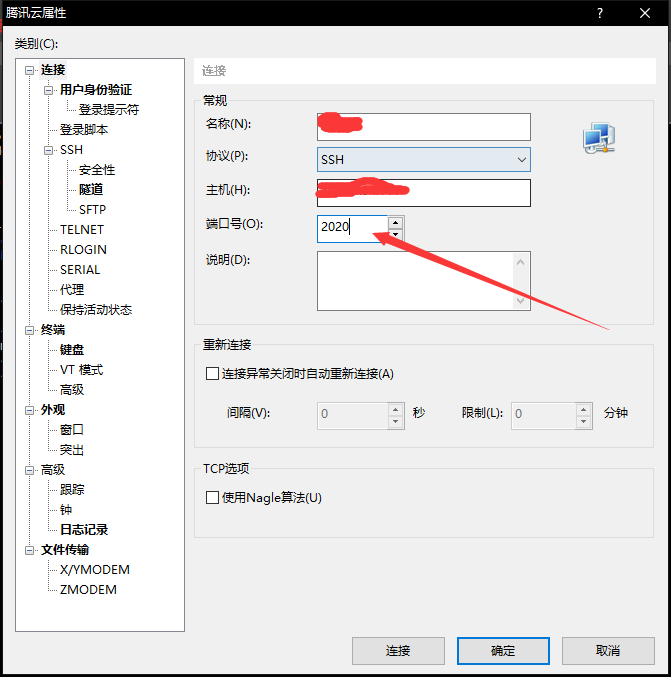 腾讯云属性
?
类别(C):
连接
用户身份验证
登录提示符
登录脚本
SSH
安全性
隧道
SFTP
TELNET
RLOGIN
SERIAL
代理
保持活动状态
终端
键盘
VT 模式
高级
外观
窗口
突出
高级
跟踪
钟
日志记录
文件传输
X/YMODEM
ZMODEM
连接
常规
名称(N):
协议(P):
SSH
主机(H):
端口号(O):
2020
说明(D):
重新连接
连接异常关闭时自动重新连接(A)
间隔(V):
0
秒
限制(L):
0
分钟
TCP选项
使用Nagle算法(U)
连接
确定
取消